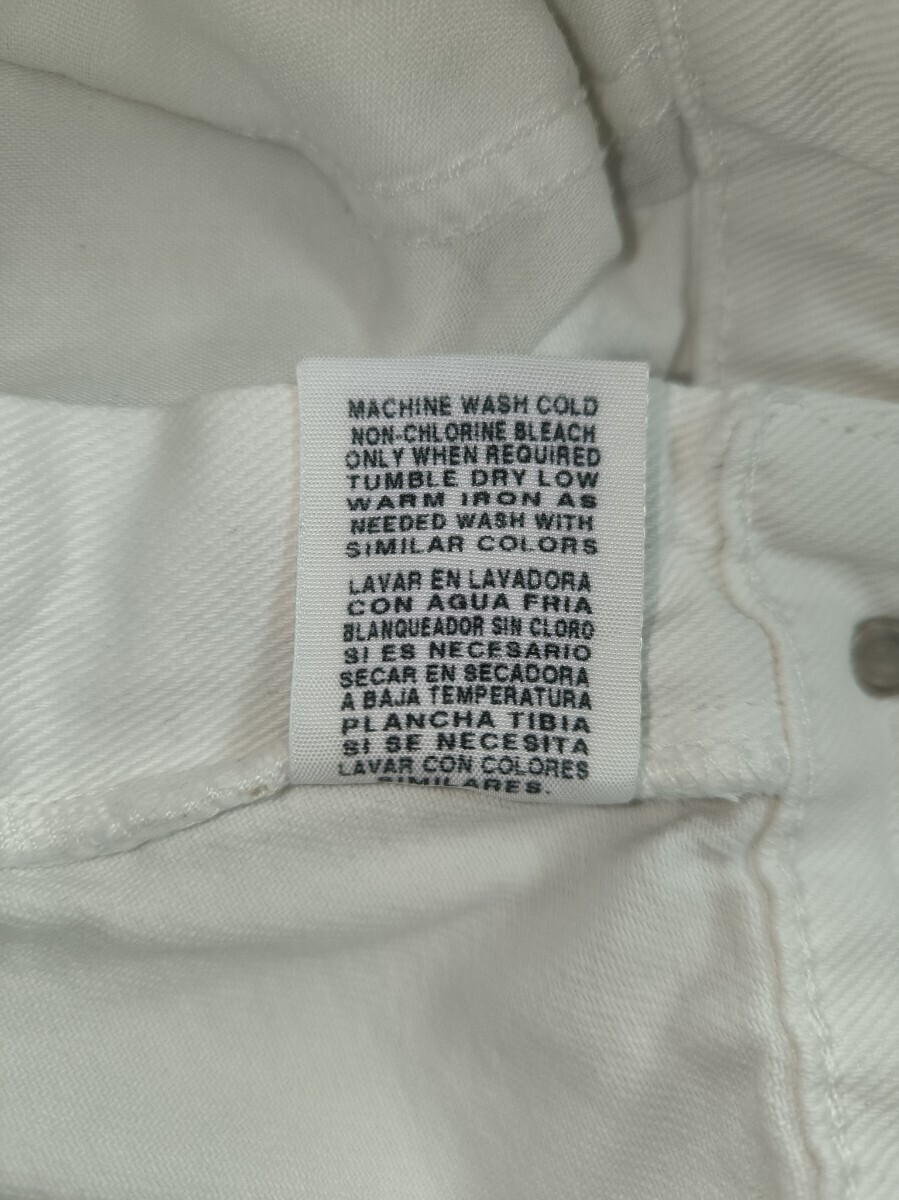 MACHINE WASH COLD
NON-CHLORINE BLEACH
ONLY WHEN REQUIRED
TUMBLE DRY LOW
WARM IRON AS
NEEDED WASH WITH
SIMILAR COLORS
LAVAR EN LAVADORA
CON AGUA FRIA
BLANQUEADOR SIN CLORO
SI ES NECESARIO
SECAR EN SECADORA
A BAJA TEMPERATURA
PLANCHA TIBIA
SI SE NECESITA
LAVAR CON COLORES
SIMILARES.